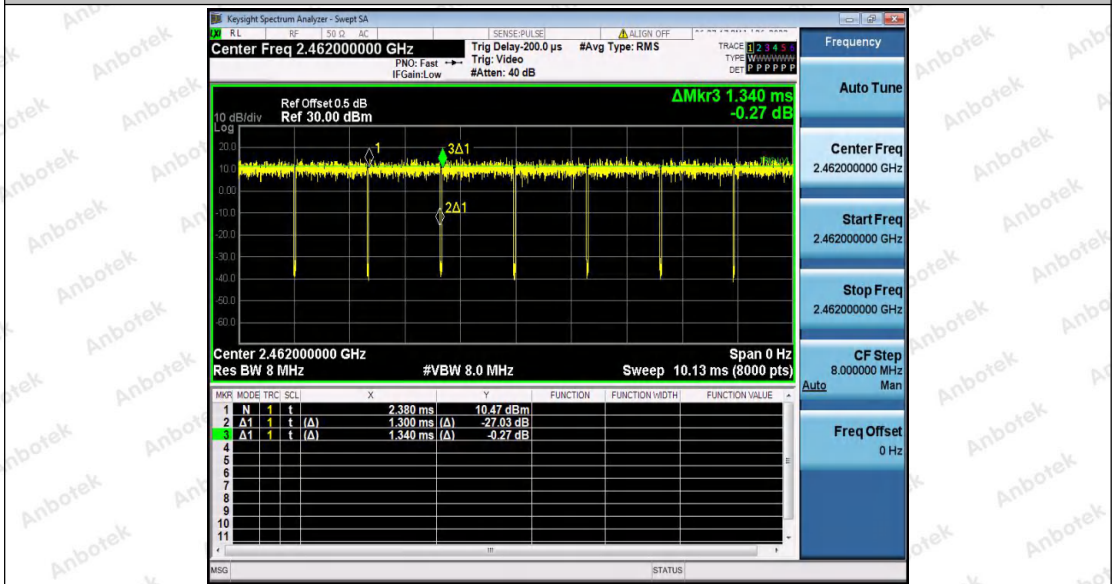 Keysight Spectrum Analyzer - Swept SA
RL RF 50 Ω AC SENSE:PULSE ALIGN OFF
Center Freq 2.462000000 GHz
PNO: Fast
IFGain:Low
Trig Delay-200.0 µs
Trig: Video
#Atten: 40 dB
#Avg Type: RMS
TRACE 1 2 3 4 5 6
TYPE W
DET P P P P P P
Ref Offset 0.5 dB
10 dB/div Ref 30.00 dBm
Log
ΔMkr3 1.340 ms
-0.27 dB
20.0
10.0
0.00
-10.0
-20.0
-30.0
-40.0
-50.0
-60.0
1
3Δ1
2Δ1
Center 2.462000000 GHz Span 0 Hz
Res BW 8 MHz #VBW 8.0 MHz Sweep 10.13 ms (8000 pts)
MKR MODE TRC SCL X Y FUNCTION FUNCTION WIDTH FUNCTION VALUE
1 N 1 t 2.380 ms 10.47 dBm
2 Δ1 1 t (Δ) 1.300 ms (Δ) -27.03 dB
3 Δ1 1 t (Δ) 1.340 ms (Δ) -0.27 dB
4
5
6
7
8
9
10
11
MSG STATUS
Frequency
Auto Tune
Center Freq
2.462000000 GHz
Start Freq
2.462000000 GHz
Stop Freq
2.462000000 GHz
CF Step
8.000000 MHz
Auto Man
Freq Offset
0 Hz
Anbotek